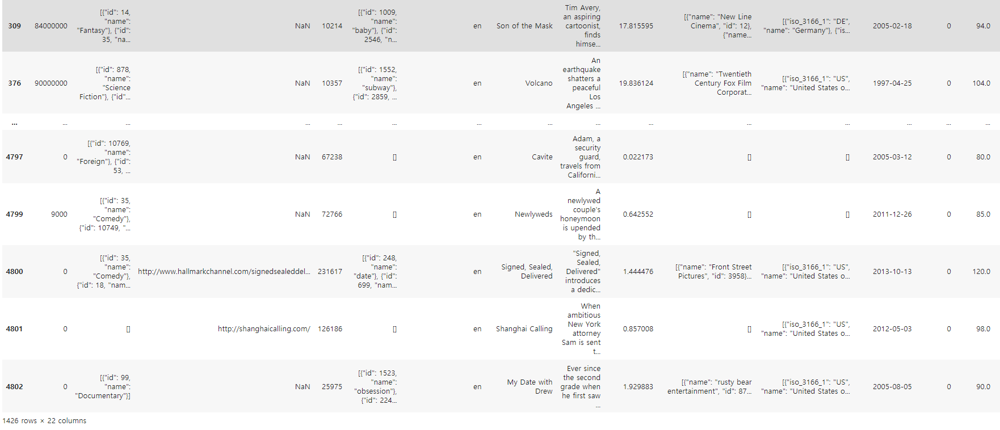 309 84000000 [{"id": 14, "name": "Fantasy"}, {"id": 35, "na... NaN 10214 [{"id": 1009, "name": "baby"}, {"id": 2546, "n... en Son of the Mask Tim Avery, an aspiring cartoonist, finds himse... 17.815595 [{"name": "New Line Cinema", "id": 12}, {"name... [{"iso_3166_1": "DE", "name": "Germany"}, {"is... 2005-02-18 0 94.0
376 90000000 [{"id": 878, "name": "Science Fiction"}, {"id"... NaN 10357 [{"id": 1552, "name": "subway"}, {"id": 2859, ... en Volcano An earthquake shatters a peaceful Los Angeles ... 19.836124 [{"name": "Twentieth Century Fox Film Corporat... [{"iso_3166_1": "US", "name": "United States o... 1997-04-25 0 104.0
... ... ... ... ... ... ... ... ... ... ... ... ... ... ...
4797 0 [{"id": 10769, "name": "Foreign"}, {"id": 53, ... NaN 67238 [] en Cavite Adam, a security guard, travels from Californi... 0.022173 [] [] 2005-03-12 0 80.0
4799 9000 [{"id": 35, "name": "Comedy"}, {"id": 10749, "... NaN 72766 [] en Newlyweds A newlywed couple's honeymoon is upended by th... 0.642552 [] [] 2011-12-26 0 85.0
4800 0 [{"id": 35, "name": "Comedy"}, {"id": 18, "nam... http://www.hallmarkchannel.com/signedsealeddel... 231617 [{"id": 248, "name": "date"}, {"id": 699, "nam... en Signed, Sealed, Delivered "Signed, Sealed, Delivered" introduces a dedic... 1.444476 [{"name": "Front Street Pictures", "id": 3958}... [{"iso_3166_1": "US", "name": "United States o... 2013-10-13 0 120.0
4801 0 [] http://shanghaicalling.com/ 126186 [] en Shanghai Calling When ambitious New York attorney Sam is sent t... 0.857008 [] [{"iso_3166_1": "US", "name": "United States o... 2012-05-03 0 98.0
4802 0 [{"id": 99, "name": "Documentary"}] NaN 25975 [{"id": 1523, "name": "obsession"}, {"id": 224... en My Date with Drew Ever since the second grade when he first saw ... 1.929883 [{"name": "rusty bear entertainment", "id": 87... [{"iso_3166_1": "US", "name": "United States o... 2005-08-05 0 90.0
1426 rows × 22 columns